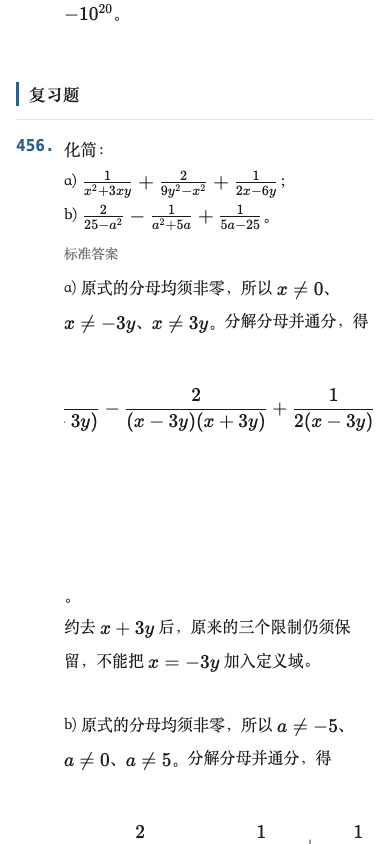 −10²⁰。
复习题
456. 化简：
a) 1/(x²+3xy) + 2/(9y²−x²) + 1/(2x−6y)；
b) 2/(25−a²) − 1/(a²+5a) + 1/(5a−25)。
标准答案
a) 原式的分母均须非零，所以 x ≠ 0、
x ≠ −3y、x ≠ 3y。分解分母并通分，得
3y) − 2/((x − 3y)(x + 3y)) + 1/(2(x − 3y))
。
约去 x + 3y 后，原来的三个限制仍须保
留，不能把 x = −3y 加入定义域。
b) 原式的分母均须非零，所以 a ≠ −5、
a ≠ 0、a ≠ 5。分解分母并通分，得
2 1 1